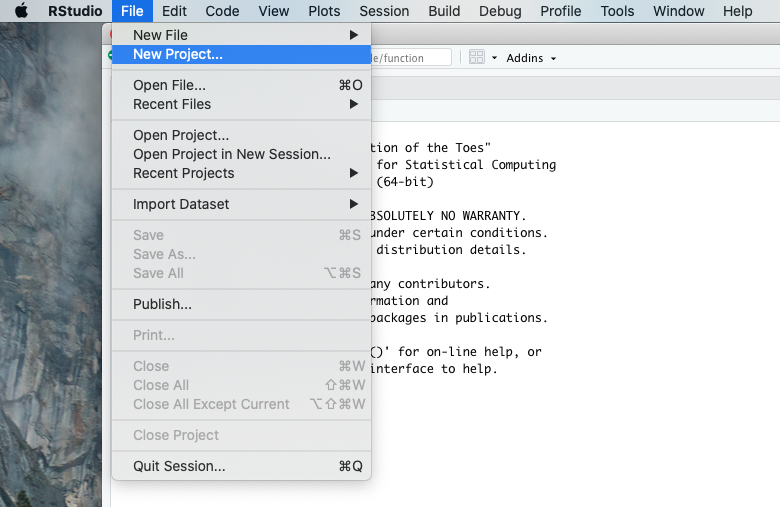 RStudio File Edit Code View Plots Session Build Debug Profile Tools Window Help
New File
New Project...
le/function
Addins
Open File... ⌘O
Recent Files
Open Project...
tion of the Toes"
Open Project in New Session...
for Statistical Computing
Recent Projects
(64-bit)
Import Dataset
BSOLUTELY NO WARRANTY.
Save ⌘S
under certain conditions.
Save As...
distribution details.
Save All ⌥⌘S
any contributors.
Publish...
rmation and
packages in publications.
Print...
()' for on-line help, or
Close ⌘W
interface to help.
Close All ⇧⌘W
Close All Except Current ⌥⇧⌘W
Close Project
Quit Session... ⌘Q